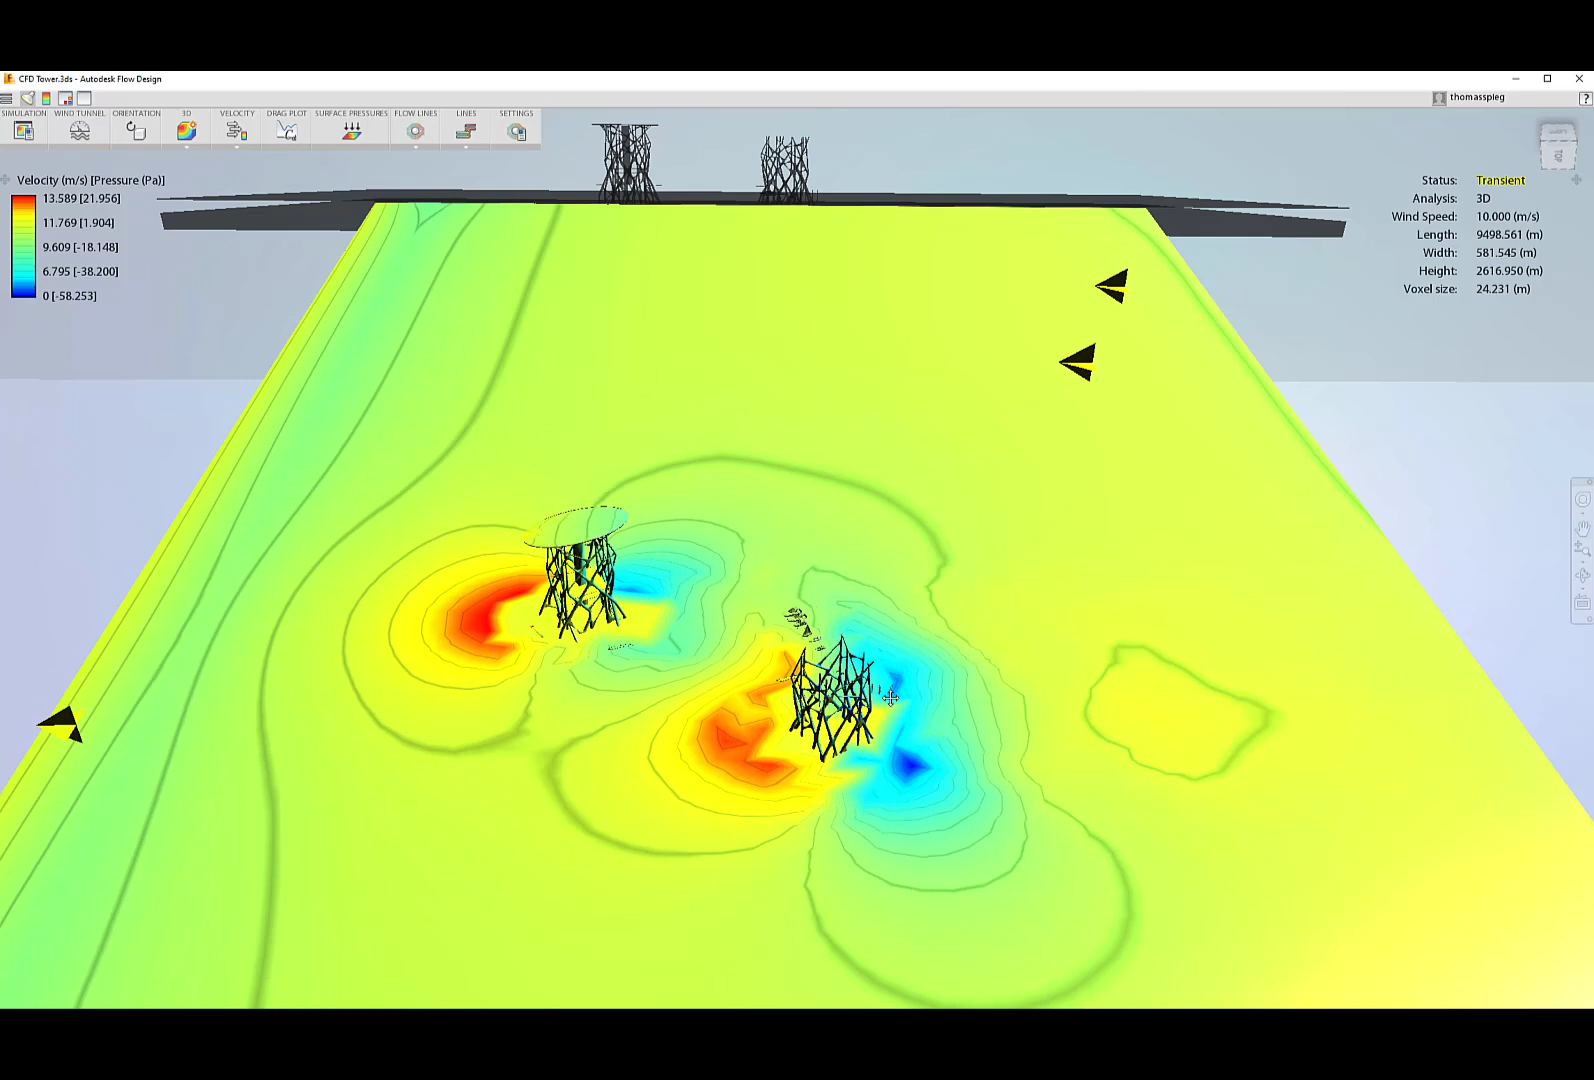 CFD Tower.3ds - Autodesk Flow Design
thomasspieg
?
SIMULATION WIND TUNNEL ORIENTATION 3D VELOCITY DRAG PLOT SURFACE PRESSURES FLOW LINES LINES SETTINGS
TOP
Velocity (m/s) [Pressure (Pa)]
13.589 [21.956]
11.769 [1.904]
9.609 [-18.148]
6.795 [-38.200]
0 [-58.253]
Status: Transient
Analysis: 3D
Wind Speed: 10.000 (m/s)
Length: 9498.561 (m)
Width: 581.545 (m)
Height: 2616.950 (m)
Voxel size: 24.231 (m)